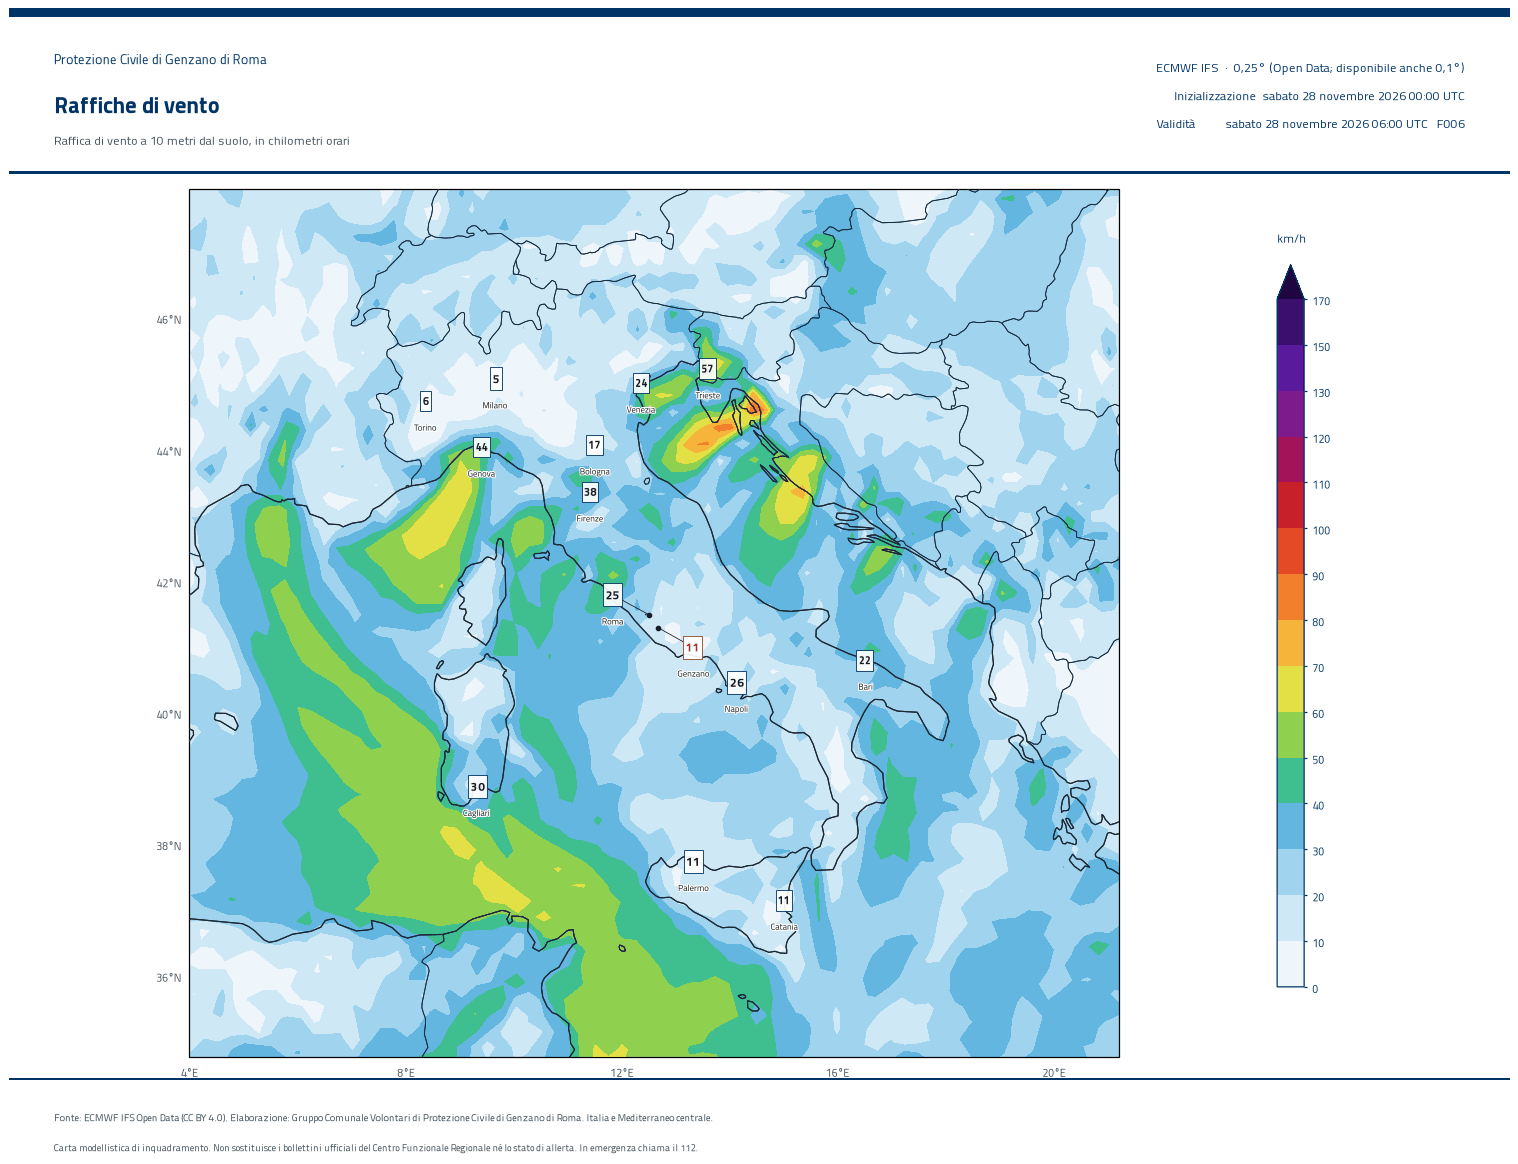 Protezione Civile di Genzano di Roma
Raffiche di vento
Raffica di vento a 10 metri dal suolo, in chilometri orari
ECMWF IFS · 0,25° (Open Data; disponibile anche 0,1°)
Inizializzazione sabato 28 novembre 2026 00:00 UTC
Validità sabato 28 novembre 2026 06:00 UTC F006
km/h
170
150
130
120
110
100
90
80
70
60
50
40
30
20
10
0
46°N
44°N
42°N
40°N
38°N
36°N
4°E
8°E
12°E
16°E
20°E
57
Trieste
24
Venezia
5
Milano
6
Torino
44
Genova
17
Bologna
38
Firenze
25
Roma
11
Genzano
26
Napoli
22
Bari
30
Cagliari
11
Palermo
11
Catania
Fonte: ECMWF IFS Open Data (CC BY 4.0). Elaborazione: Gruppo Comunale Volontari di Protezione Civile di Genzano di Roma. Italia e Mediterraneo centrale.
Carta modellistica di inquadramento. Non sostituisce i bollettini ufficiali del Centro Funzionale Regionale né lo stato di allerta. In emergenza chiama il 112.